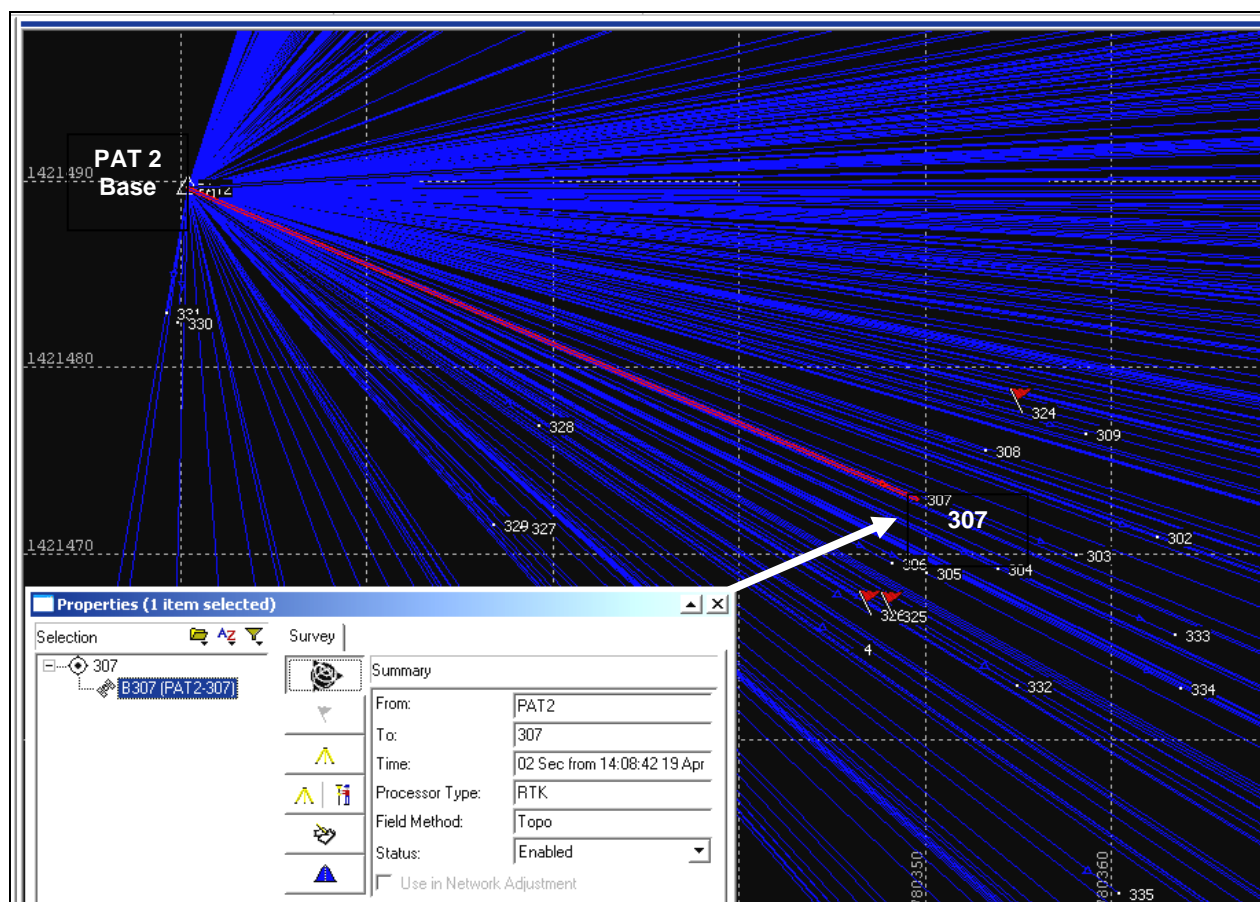 PAT 2
Base
1421490
331
330
1421480
328
324
309
308
307
307
302
303
304
305
306
329 327
1421470
326 325
4
333
332
334
335
780350
780360
Properties (1 item selected)
Selection
Survey
307
B307 (PAT2-307)
Summary
From: PAT2
To: 307
Time: 02 Sec from 14:08:42 19 Apr
Processor Type: RTK
Field Method: Topo
Status: Enabled
Use in Network Adjustment